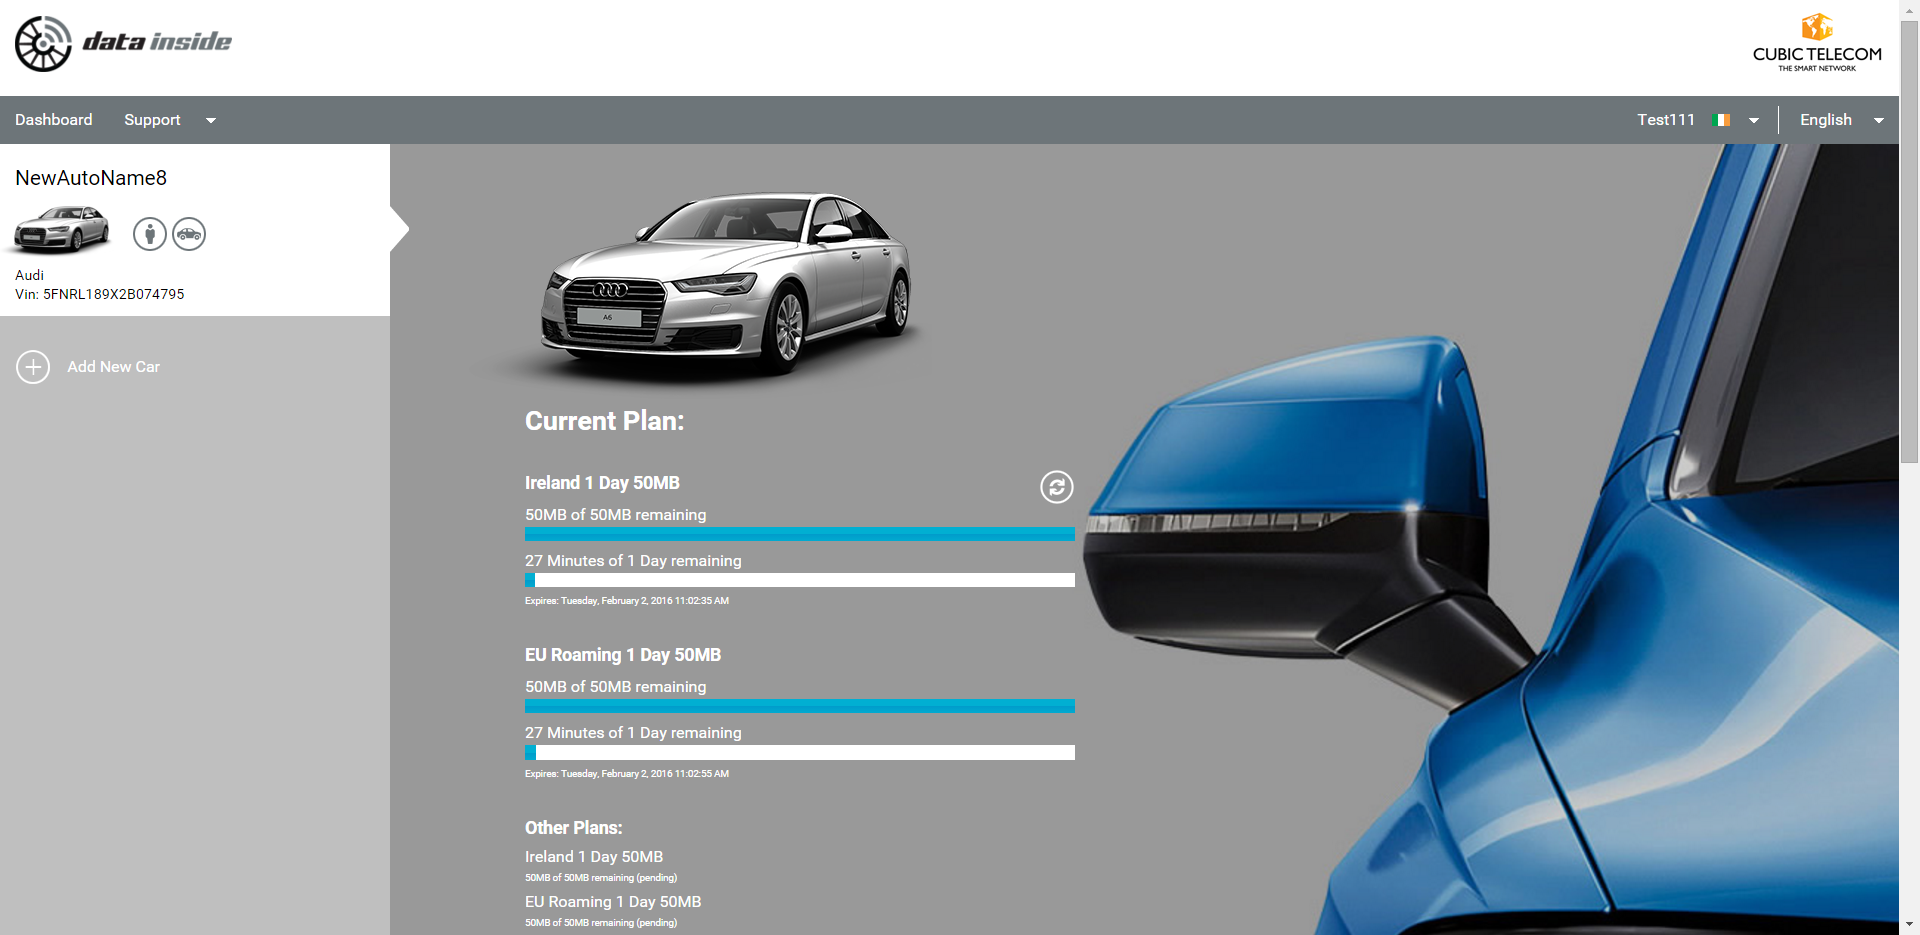 data inside
CUBIC TELECOM
THE SMART NETWORK
Dashboard
Support
Test111
English
NewAutoName8
Audi
Vin: 5FNRL189X2B074795
Add New Car
A6
Current Plan:
Ireland 1 Day 50MB
50MB of 50MB remaining
27 Minutes of 1 Day remaining
Expires: Tuesday, February 2, 2016 11:02:35 AM
EU Roaming 1 Day 50MB
50MB of 50MB remaining
27 Minutes of 1 Day remaining
Expires: Tuesday, February 2, 2016 11:02:55 AM
Other Plans:
Ireland 1 Day 50MB
50MB of 50MB remaining (pending)
EU Roaming 1 Day 50MB
50MB of 50MB remaining (pending)